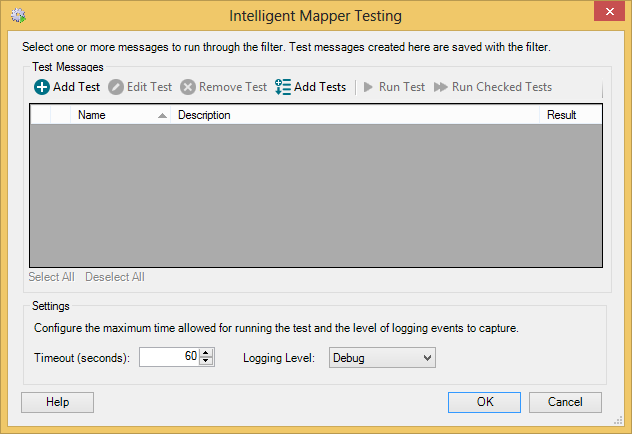 Intelligent Mapper Testing
Select one or more messages to run through the filter. Test messages created here are saved with the filter.
Test Messages
Add Test Edit Test Remove Test Add Tests Run Test Run Checked Tests
Name Description Result
Select All Deselect All
Settings
Configure the maximum time allowed for running the test and the level of logging events to capture.
Timeout (seconds): 60 Logging Level: Debug
Help OK Cancel